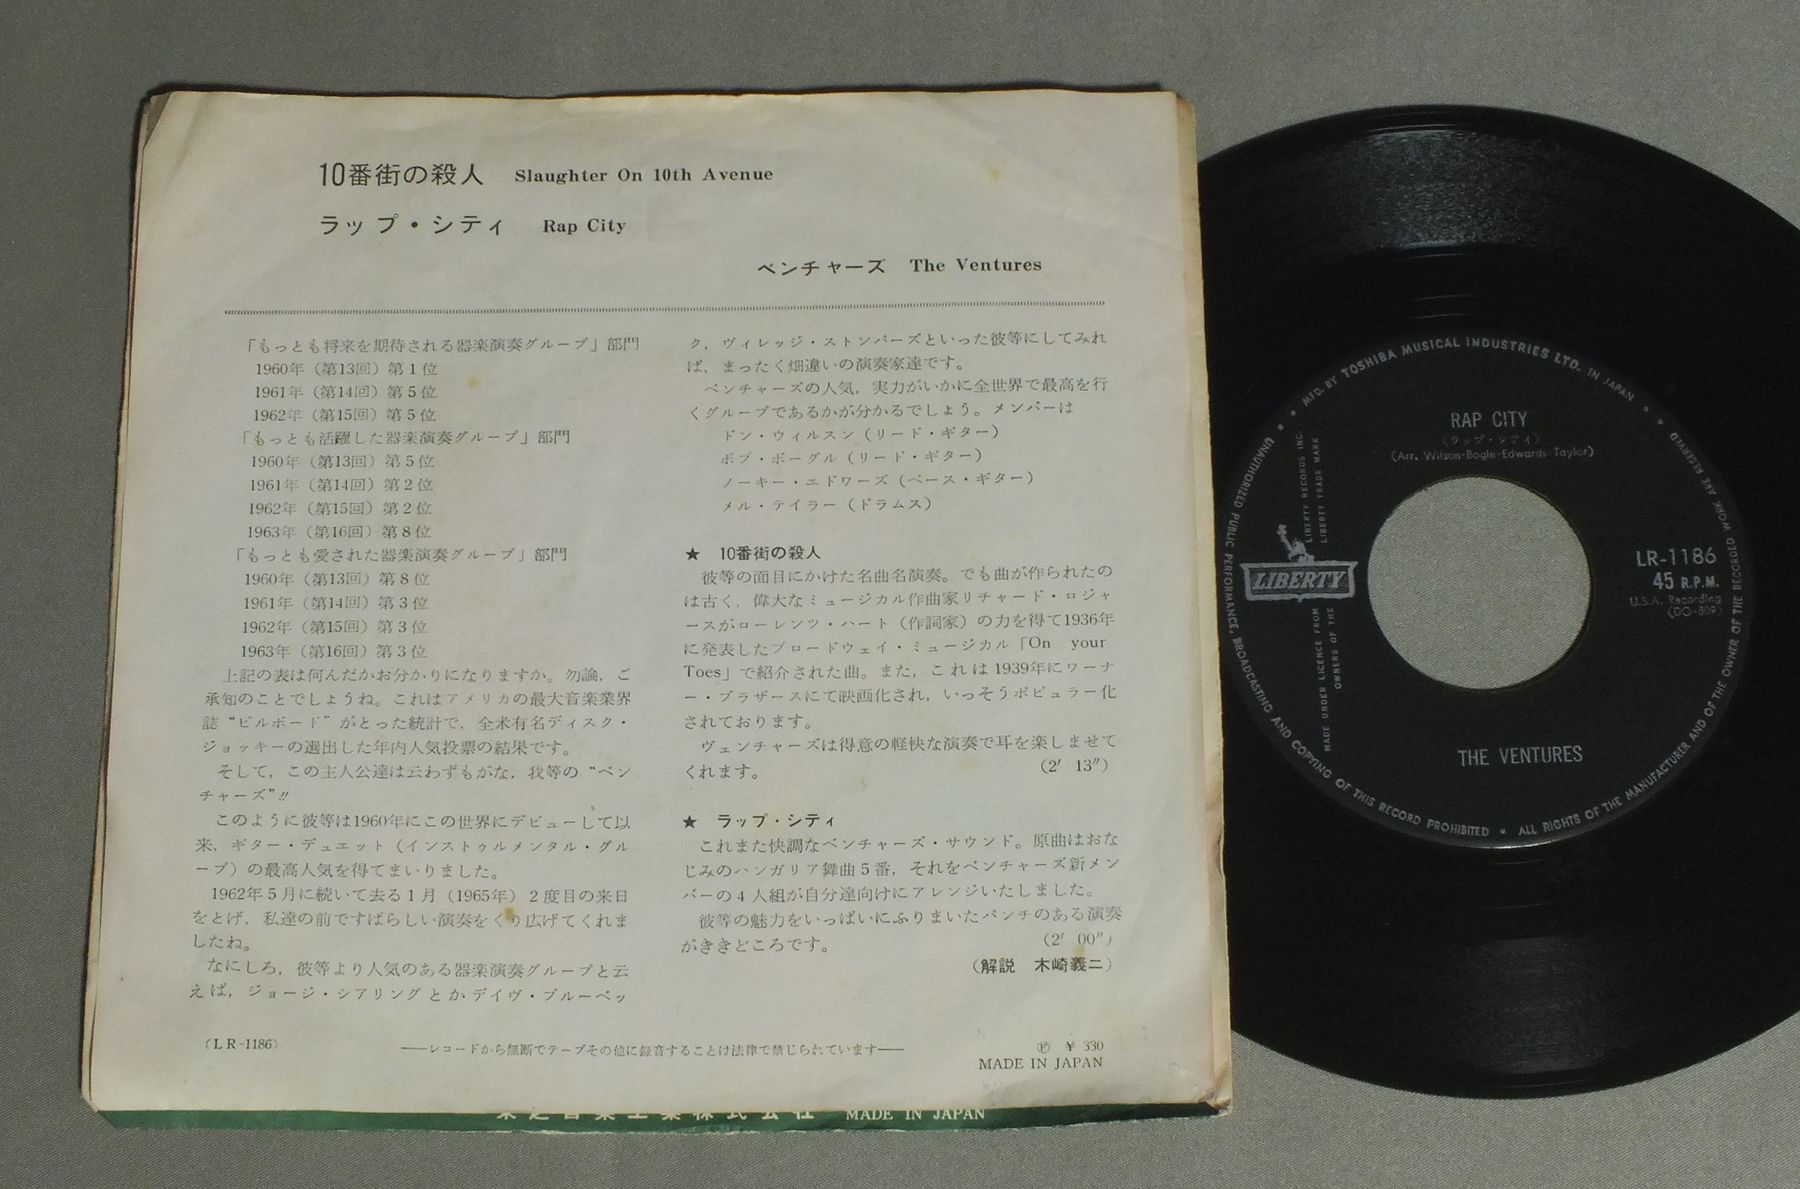 10番街の殺人 Slaughter On 10th Avenue
ラップ・シティ Rap City
ベンチャーズ The Ventures
「もっとも将来を期待される器楽演奏グループ」部門
1960年(第13回)第1位
1961年(第14回)第5位
1962年(第15回)第5位
「もっとも活躍した器楽演奏グループ」部門
1960年(第13回)第5位
1961年(第14回)第2位
1962年(第15回)第2位
1963年(第16回)第8位
「もっとも愛された器楽演奏グループ」部門
1960年(第13回)第8位
1961年(第14回)第3位
1962年(第15回)第3位
1963年(第16回)第3位
上記の表は何んだかお分かりになりますか。勿論,ご
承知のことでしょうね。これはアメリカの最大音楽業界
誌“ビルボード”がとった統計で,全米有名ディスク・
ジョッキーの選出した年内人気投票の結果です。
そして,この主人公達は云わずもがな,我等の“ベン
チャーズ”!!
このように彼等は1960年にこの世界にデビューして以
来,ギター・デュエット(インストゥルメンタル・グル
ープ)の最高人気を得てまいりました。
1962年5月に続いて去る1月(1965年)2度目の来日
をとげ,私達の前ですばらしい演奏をくり広げてくれま
したね。
なにしろ,彼等より人気のある器楽演奏グループと云
えば,ジョージ・シアリングとかデイヴ・ブルーベッ
ク,ヴィレッジ・ストンパーズといった彼等にしてみれ
ば,まったく畑違いの演奏家達です。
ベンチャーズの人気,実力がいかに全世界で最高を行
くグループであるかが分かるでしょう。メンバーは
ドン・ウィルスン(リード・ギター)
ボブ・ボーグル(リード・ギター)
ノーキー・エドワーズ(ベース・ギター)
メル・テイラー(ドラムス)
★ 10番街の殺人
彼等の面目にかけた名曲名演奏。でも曲が作られたの
は古く,偉大なミュージカル作曲家リチャード・ロジャ
ースがローレンツ・ハート(作詞家)の力を得て1936年
に発表したブロードウェイ・ミュージカル「On your
Toes」で紹介された曲。また,これは1939年にワーナ
ー・ブラザースにて映画化され,いっそうポピュラー化
されております。
ヴェンチャーズは得意の軽快な演奏で耳を楽しませて
くれます。 (2′ 13″)
★ ラップ・シティ
これまた快調なベンチャーズ・サウンド。原曲はおな
じみのハンガリア舞曲5番,それをベンチャーズ新メン
バーの4人組が自分達向けにアレンジいたしました。
彼等の魅力をいっぱいにふりまいたパンチのある演奏
がききどころです。 (2′ 00″)
(解説 木崎義二)
(LR-1186)
——レコードから無断でテープその他に録音することは法律で禁じられています——
Ⓟ ¥ 330
MADE IN JAPAN
東芝音楽工業株式会社 MADE IN JAPAN
MFD. BY TOSHIBA MUSICAL INDUSTRIES LTD. IN JAPAN
RAP CITY
(ラップ・シティ)
(Arr. Wilson-Bogle-Edwards-Taylor)
LIBERTY RECORDS INC.
LIBERTY TRADE MARK
LIBERTY
MADE UNDER LICENCE FROM
OWNERS OF THE
LR-1186
45 R.P.M.
U.S.A. Recording
(DO-809)
THE VENTURES
ALL RIGHTS OF THE MANUFACTURER AND OF THE OWNER OF THE RECORDED WORK ARE RESERVED
UNAUTHORIZED PUBLIC PERFORMANCE, BROADCASTING AND COPYING OF THIS RECORD PROHIBITED